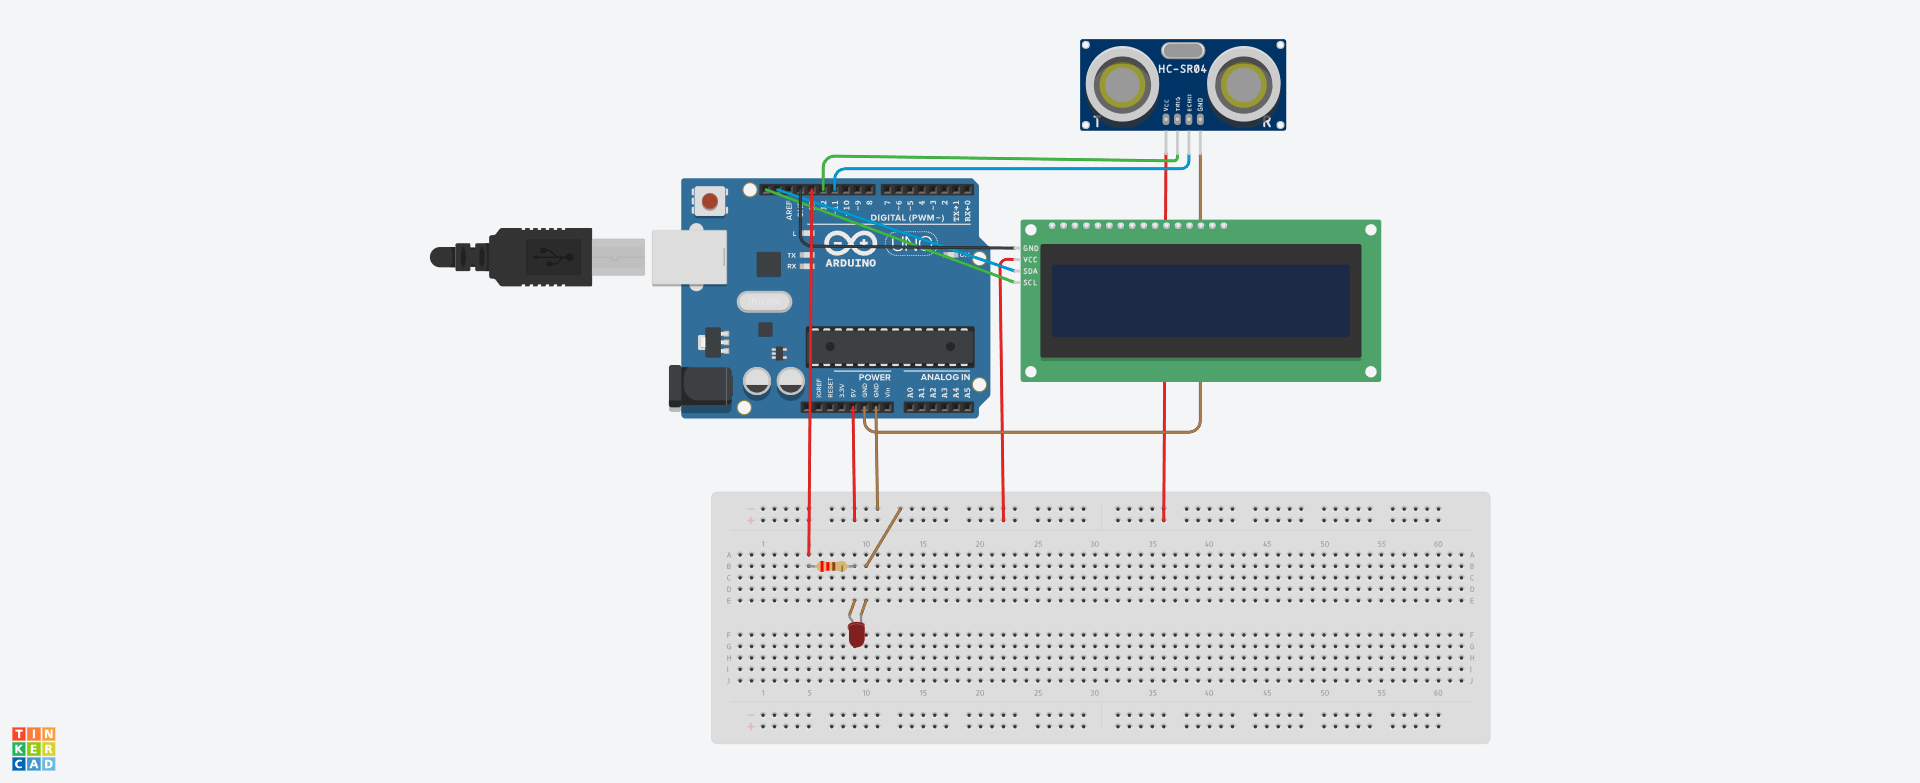 HC-SR04
VCC
TRIG
ECHO
GND
T
R
AREF
12
~11
~10
~9
8
7
~6
~5
4
~3
2
TX→1
RX←0
DIGITAL (PWM~)
L
TX
RX
ARDUINO
UNO
GND
VCC
SDA
SCL
POWER
ANALOG IN
IOREF
RESET
3.3V
5V
GND
GND
Vin
A0
A1
A2
A3
A4
A5
1 10 15 20 25 30 35 40 45 50 55 60
A A
B B
C C
D D
E E
F F
G G
H H
I I
J J
1 5 10 15 20 25 30 35 40 45 50 55 60
TIN
KER
CAD